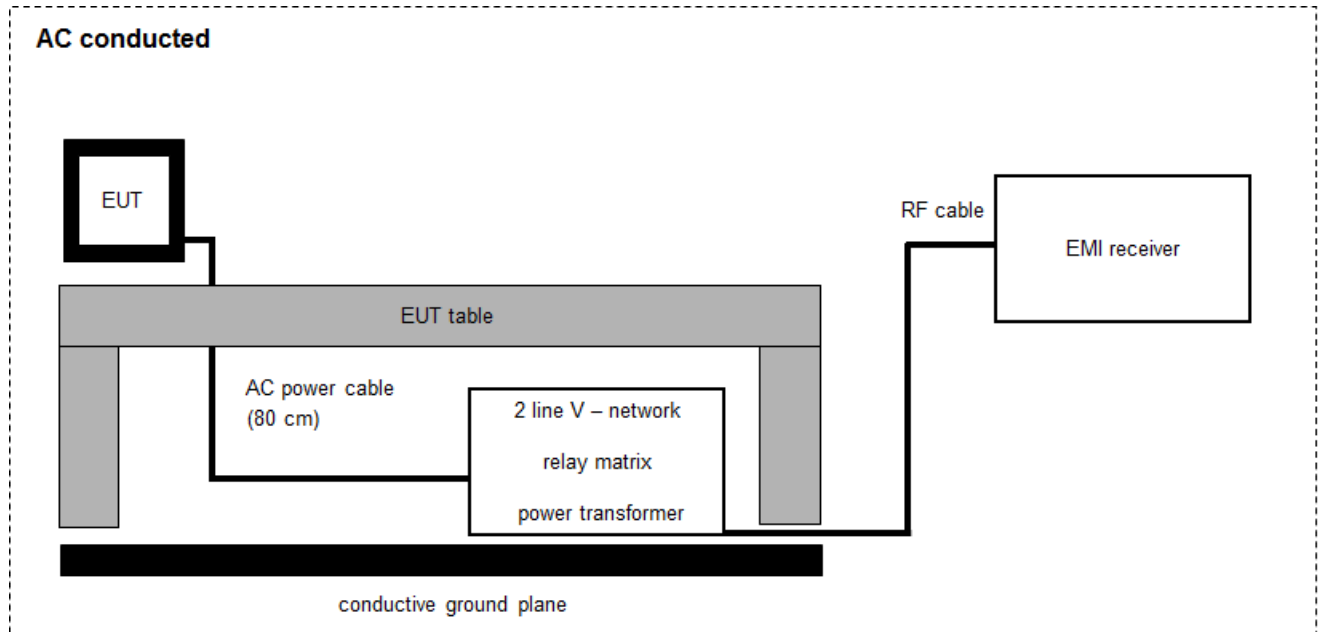 AC conducted
EUT
RF cable
EMI receiver
EUT table
AC power cable
(80 cm)
2 line V – network
relay matrix
power transformer
conductive ground plane